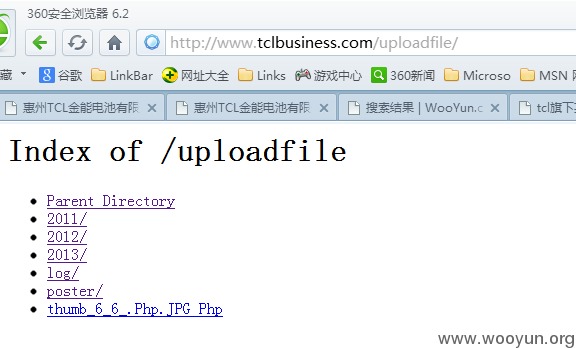 360安全浏览器 6.2
http://www.tclbusiness.com/uploadfile/
藏 谷歌 LinkBar 网址大全 Links 游戏中心 360新闻 Microso MSN 网
惠州TCL金能电池有限 惠州TCL金能电池有限 搜索结果 | WooYun.o tcl旗下
Index of /uploadfile
Parent Directory
2011/
2012/
2013/
log/
poster/
thumb_6_6_.Php.JPG Php
www.wooyun.org